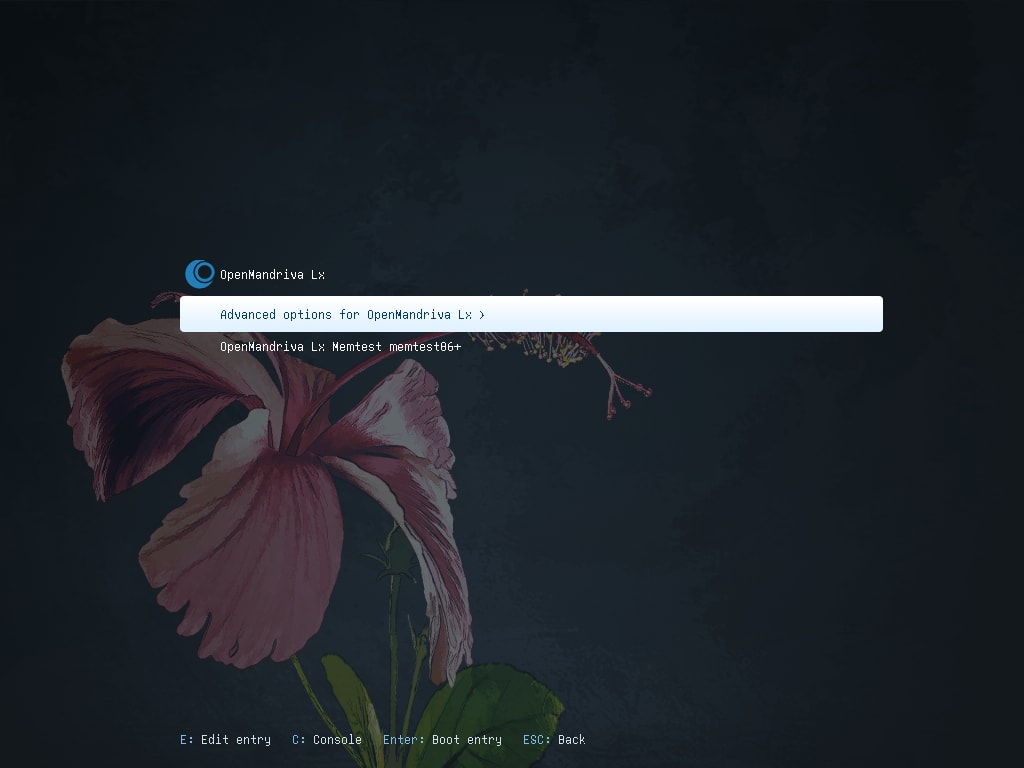 OpenMandriva Lx
Advanced options for OpenMandriva Lx >
OpenMandriva Lx Memtest memtest86+
E: Edit entry C: Console Enter: Boot entry ESC: Back